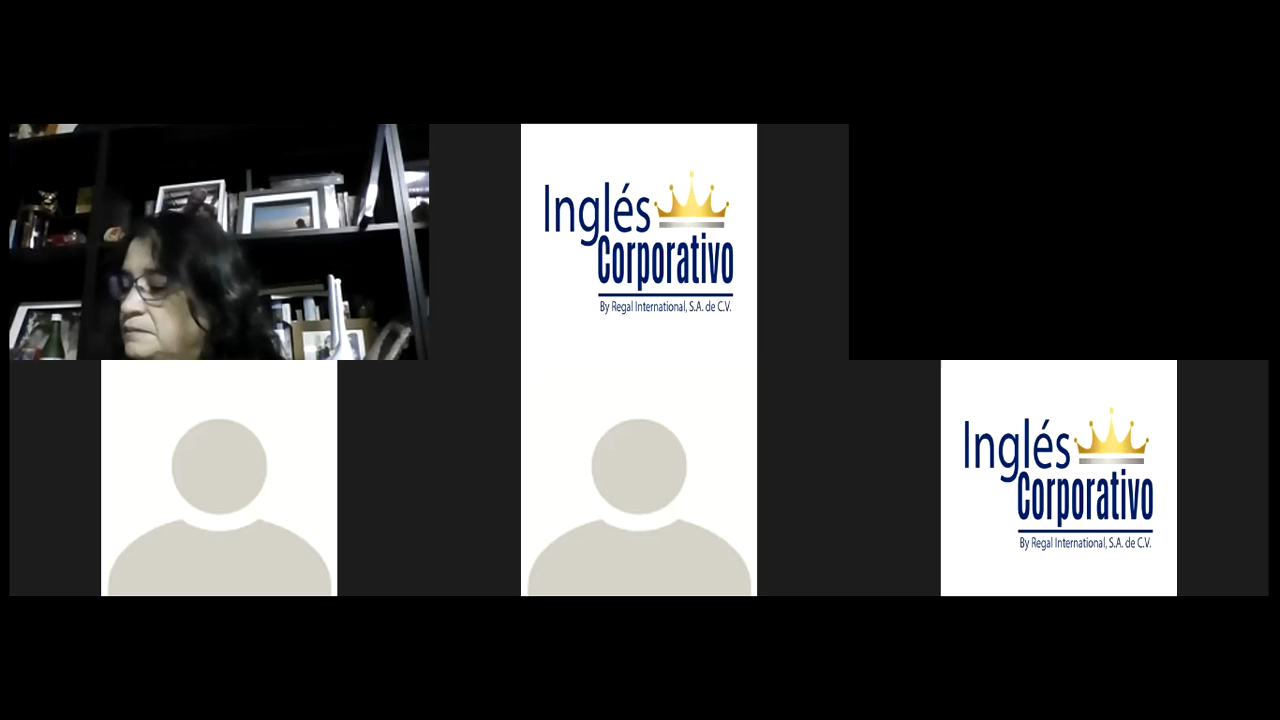 Inglés
Corporativo
By Regal International, S.A. de C.V.
Inglés
Corporativo
By Regal International, S.A. de C.V.